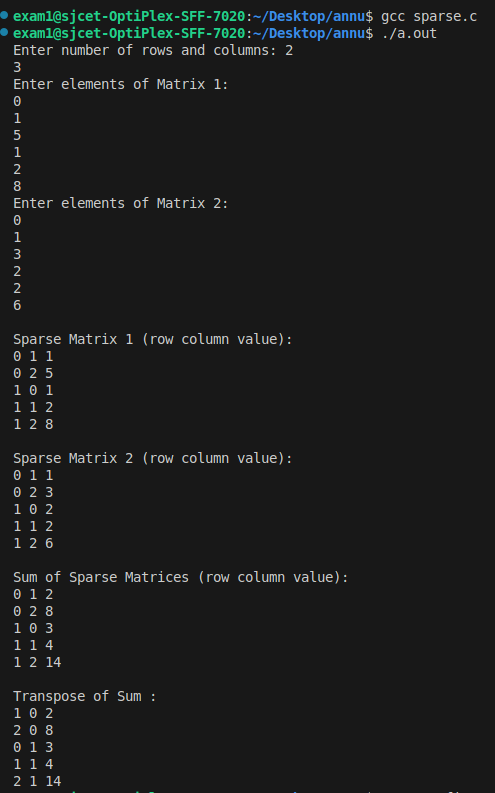 exam1@sjcet-OptiPlex-SFF-7020:~/Desktop/annu$ gcc sparse.c
exam1@sjcet-OptiPlex-SFF-7020:~/Desktop/annu$ ./a.out
Enter number of rows and columns: 2
3
Enter elements of Matrix 1:
0
1
5
1
2
8
Enter elements of Matrix 2:
0
1
3
2
2
6

Sparse Matrix 1 (row column value):
0 1 1
0 2 5
1 0 1
1 1 2
1 2 8

Sparse Matrix 2 (row column value):
0 1 1
0 2 3
1 0 2
1 1 2
1 2 6

Sum of Sparse Matrices (row column value):
0 1 2
0 2 8
1 0 3
1 1 4
1 2 14

Transpose of Sum :
1 0 2
2 0 8
0 1 3
1 1 4
2 1 14